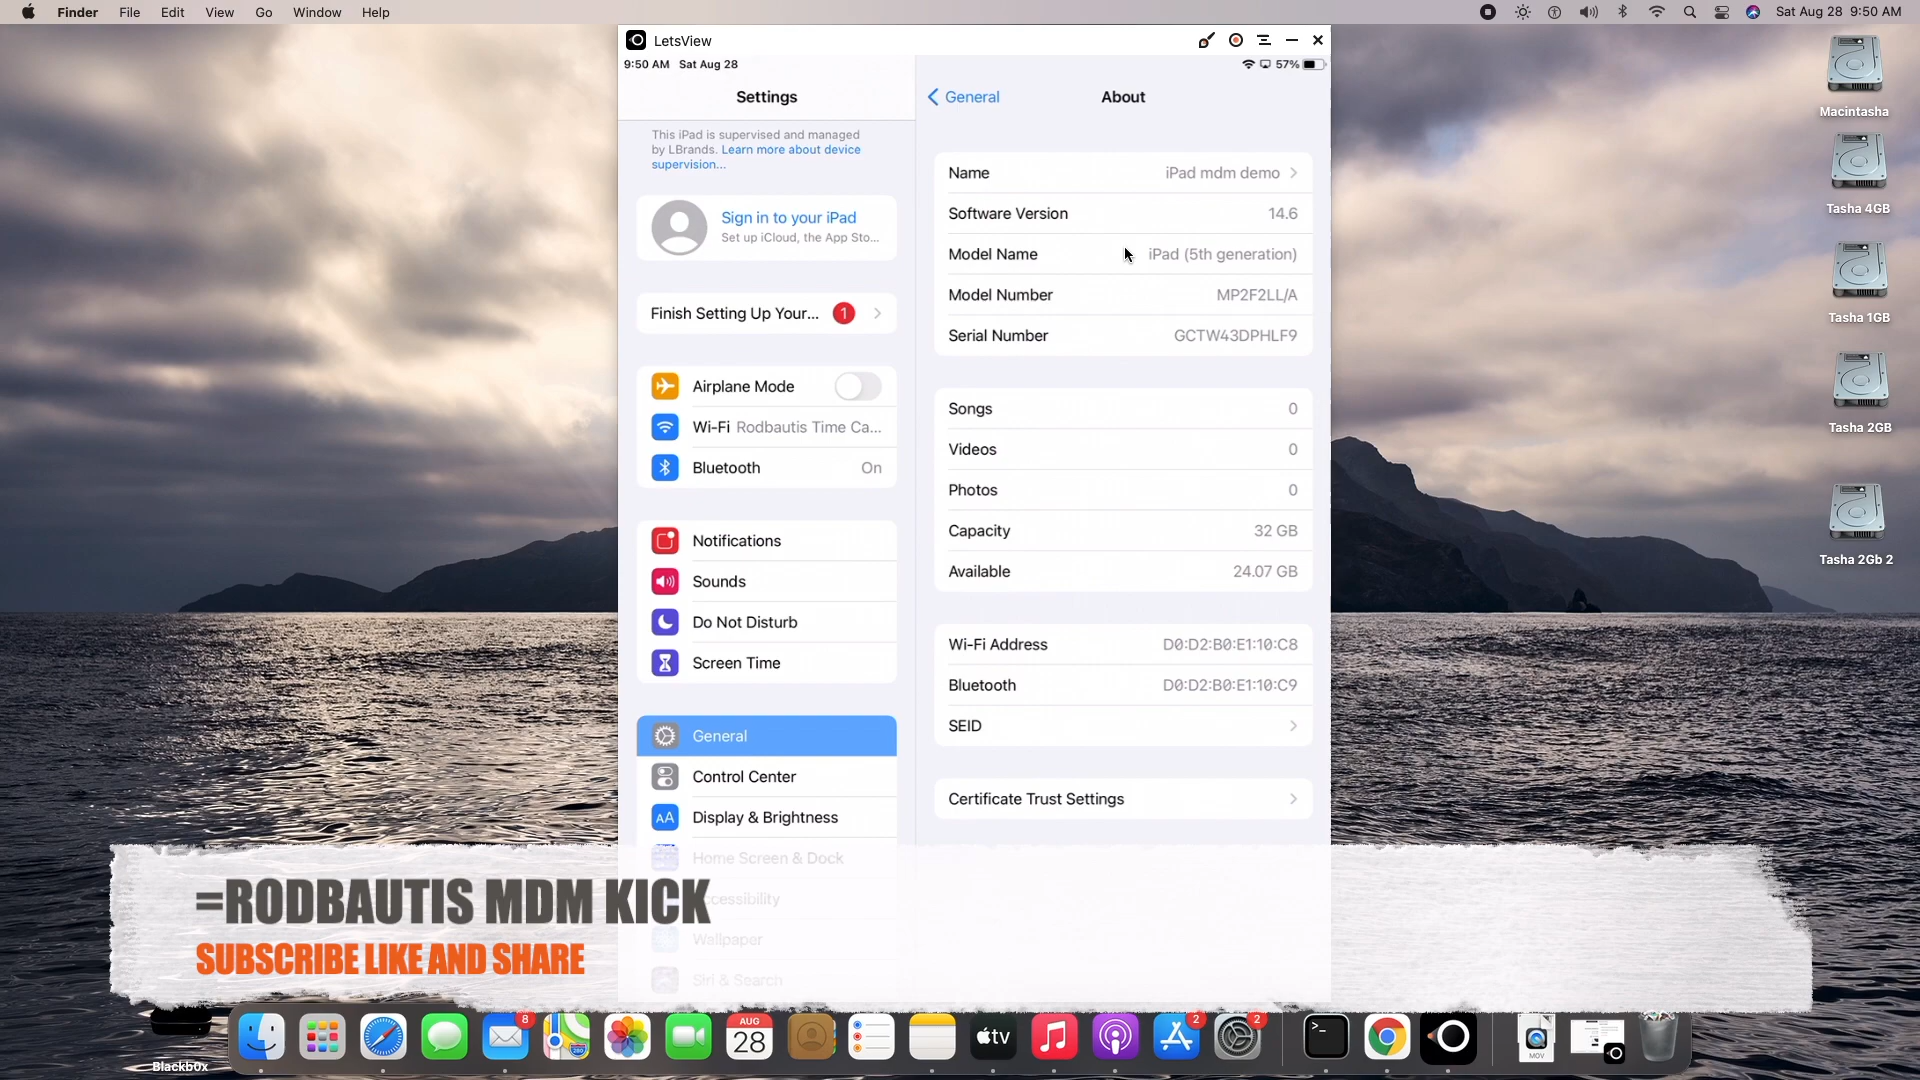 Finder File Edit View Go Window Help
Sat Aug 28 9:50 AM
LetsView
9:50 AM Sat Aug 28
57%
Settings
This iPad is supervised and managed
by LBrands. Learn more about device
supervision...
Sign in to your iPad
Set up iCloud, the App Sto...
Finish Setting Up Your... 1
Airplane Mode
Wi-Fi Rodbautis Time Ca...
Bluetooth On
Notifications
Sounds
Do Not Disturb
Screen Time
General
Control Center
AA Display & Brightness
Home Screen & Dock
ccessibility
Wallpaper
Siri & Search
General
About
Name iPad mdm demo
Software Version 14.6
Model Name iPad (5th generation)
Model Number MP2F2LL/A
Serial Number GCTW43DPHLF9
Songs 0
Videos 0
Photos 0
Capacity 32 GB
Available 24.07 GB
Wi-Fi Address D0:D2:B0:E1:10:C8
Bluetooth D0:D2:B0:E1:10:C9
SEID
Certificate Trust Settings
Macintasha
Tasha 4GB
Tasha 1GB
Tasha 2GB
Tasha 2Gb 2
=RODBAUTIS MDM KICK
SUBSCRIBE LIKE AND SHARE
Blackb0x
8
280
AUG
28
tv
2
2
>_
MOV